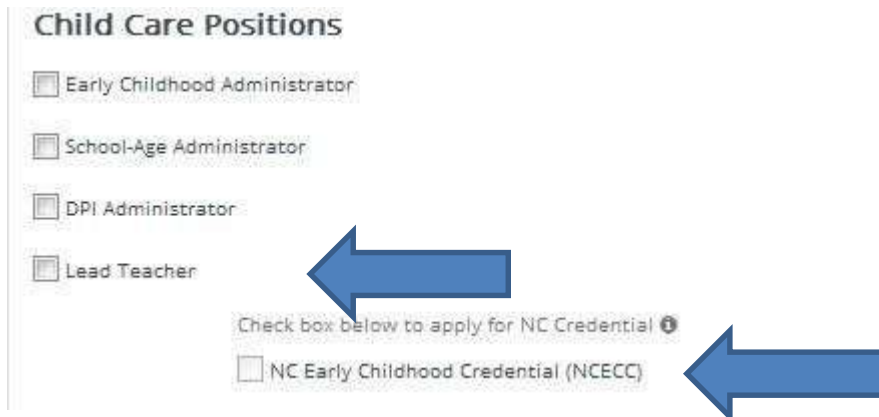 Child Care Positions
Early Childhood Administrator
School-Age Administrator
DPI Administrator
Lead Teacher
Check box below to apply for NC Credential
NC Early Childhood Credential (NCECC)